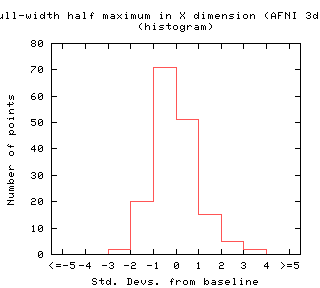 ull-width half maximum in X dimension (AFNI 3d
(histogram)
80
70
60
50
40
30
20
10
0
Number of points
<=-5 -4 -3 -2 -1 0 1 2 3 4 >=5
Std. Devs. from baseline